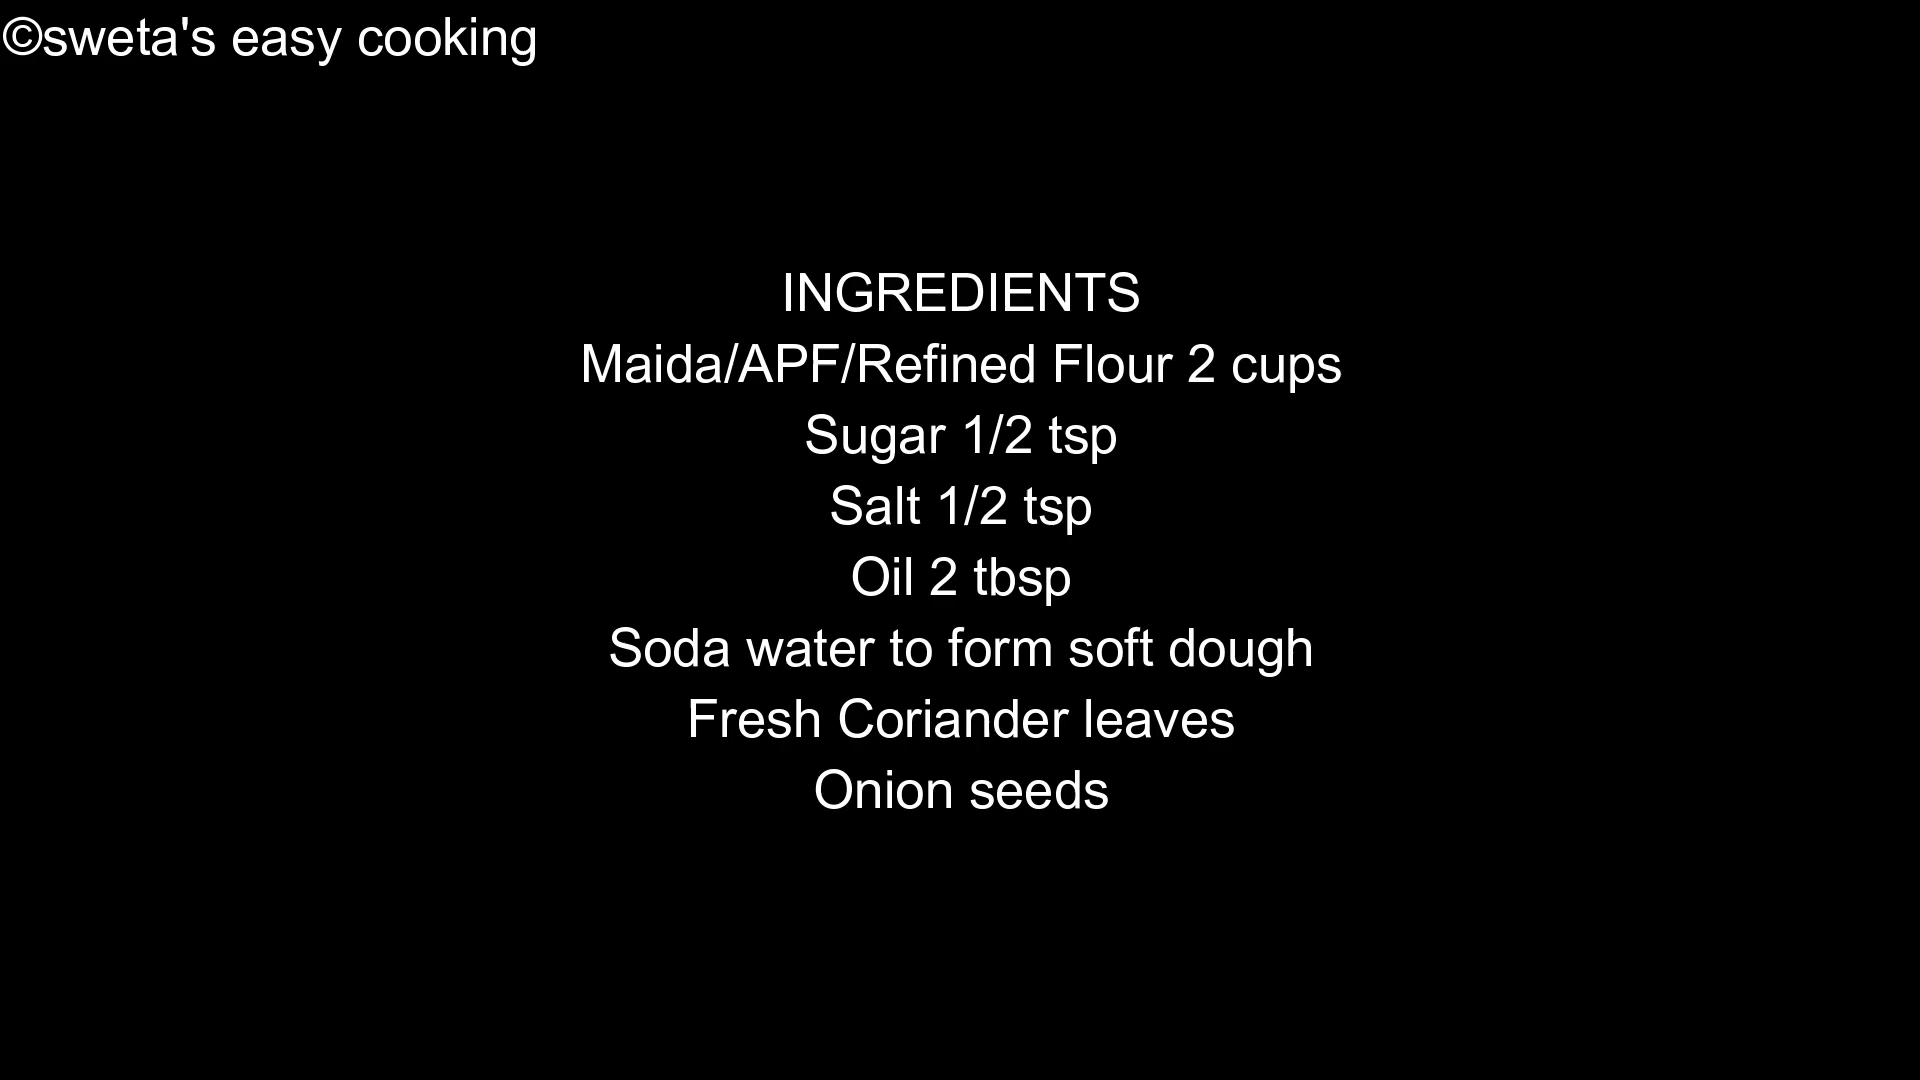 ©sweta's easy cooking
INGREDIENTS
Maida/APF/Refined Flour 2 cups
Sugar 1/2 tsp
Salt 1/2 tsp
Oil 2 tbsp
Soda water to form soft dough
Fresh Coriander leaves
Onion seeds